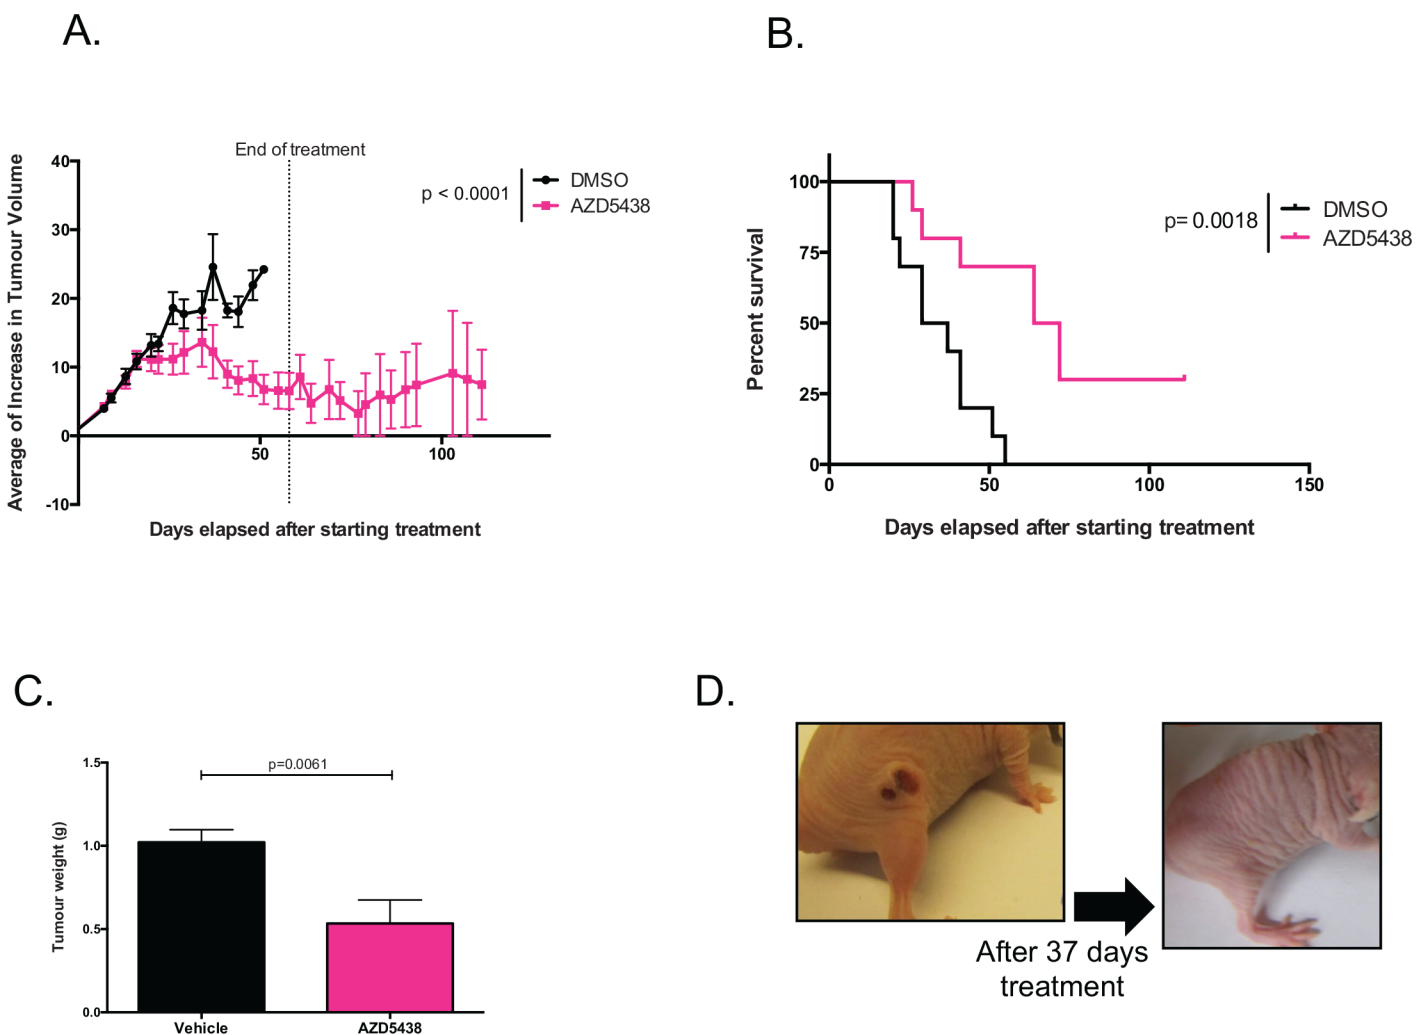 A.
End of treatment
p < 0.0001
DMSO
AZD5438
40
30
20
10
0
-10
50
100
Average of Increase in Tumour Volume
Days elapsed after starting treatment
B.
p= 0.0018
DMSO
AZD5438
100
75
50
25
0
0
50
100
150
Percent survival
Days elapsed after starting treatment
C.
p=0.0061
1.5
1.0
0.5
0.0
Tumour weight (g)
Vehicle
AZD5438
D.
After 37 days
treatment